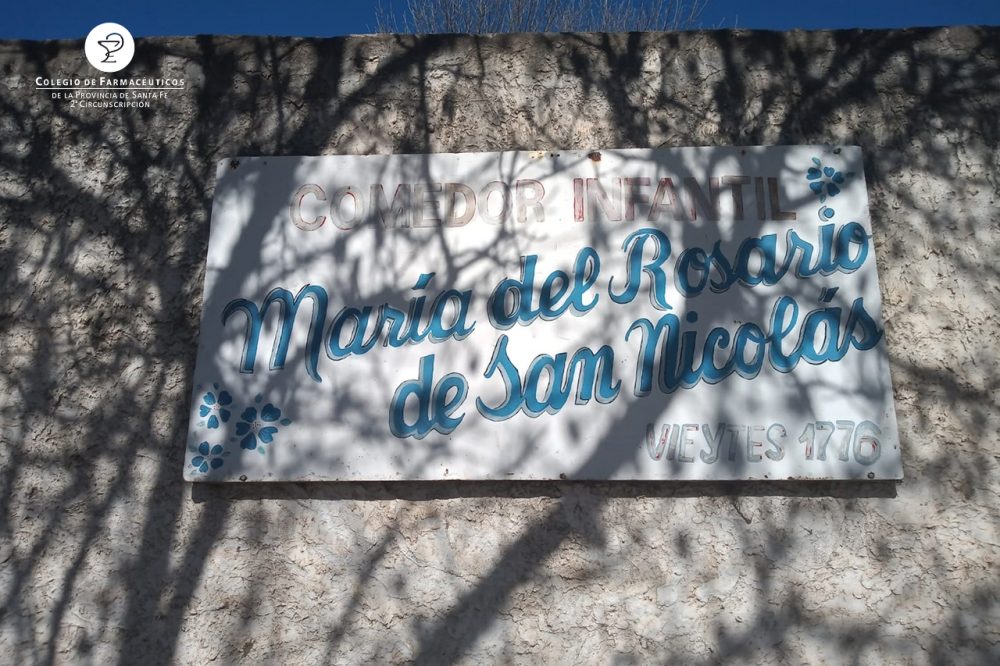 COLEGIO DE FARMACÉUTICOS
DE LA PROVINCIA DE SANTA FE
2° CIRCUNSCRIPCIÓN
COMEDOR INFANTIL
María del Rosario
de San Nicolás
VIEYTES 1776